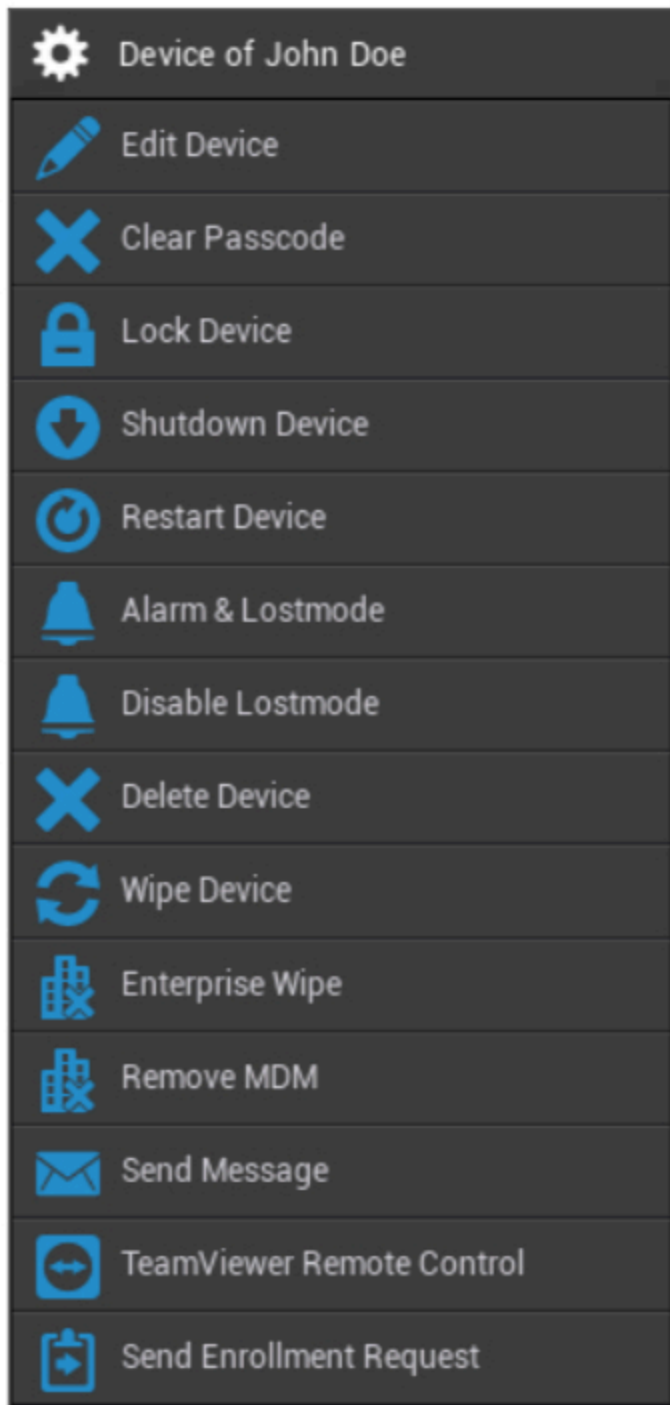 Device of John Doe
Edit Device
Clear Passcode
Lock Device
Shutdown Device
Restart Device
Alarm & Lostmode
Disable Lostmode
Delete Device
Wipe Device
Enterprise Wipe
Remove MDM
Send Message
TeamViewer Remote Control
Send Enrollment Request